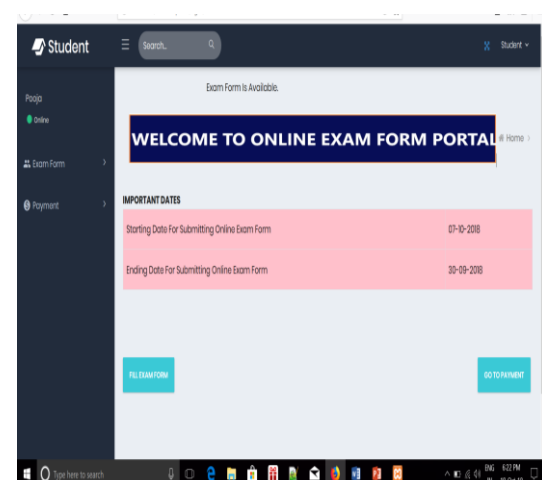 Student
Search..
Student
Pooja
Online
Exam Form
Payment
Exam Form Is Available.
WELCOME TO ONLINE EXAM FORM PORTAL
Home
IMPORTANT DATES
Starting Date For Submitting Online Exam Form 07-10-2018
Ending Date For Submitting Online Exam Form 30-09-2018
FILL EXAM FORM
GO TO PAYMENT
Type here to search
ENG 6:22 PM